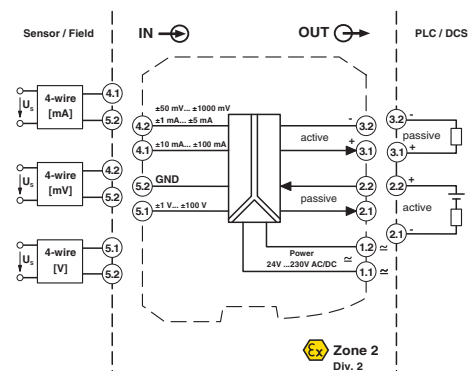 Sensor / Field
IN
OUT
PLC / DCS
Us
4-wire
[mA]
4.1
5.2
Us
4-wire
[mV]
4.2
5.2
Us
4-wire
[V]
5.1
5.2
±50 mV... ±1000 mV
4.2
±1 mA... ±5 mA
4.1
±10 mA... ±100 mA
5.2
GND
5.1
±1 V... ±100 V
active
-
3.2
+
3.1
passive
2.2
2.1
Power
24V ...230V AC/DC
≃
1.2
≃
1.1
≃
3.2
-
passive
3.1
+
2.2
+
active
2.1
-
Ex
Zone 2
Div. 2